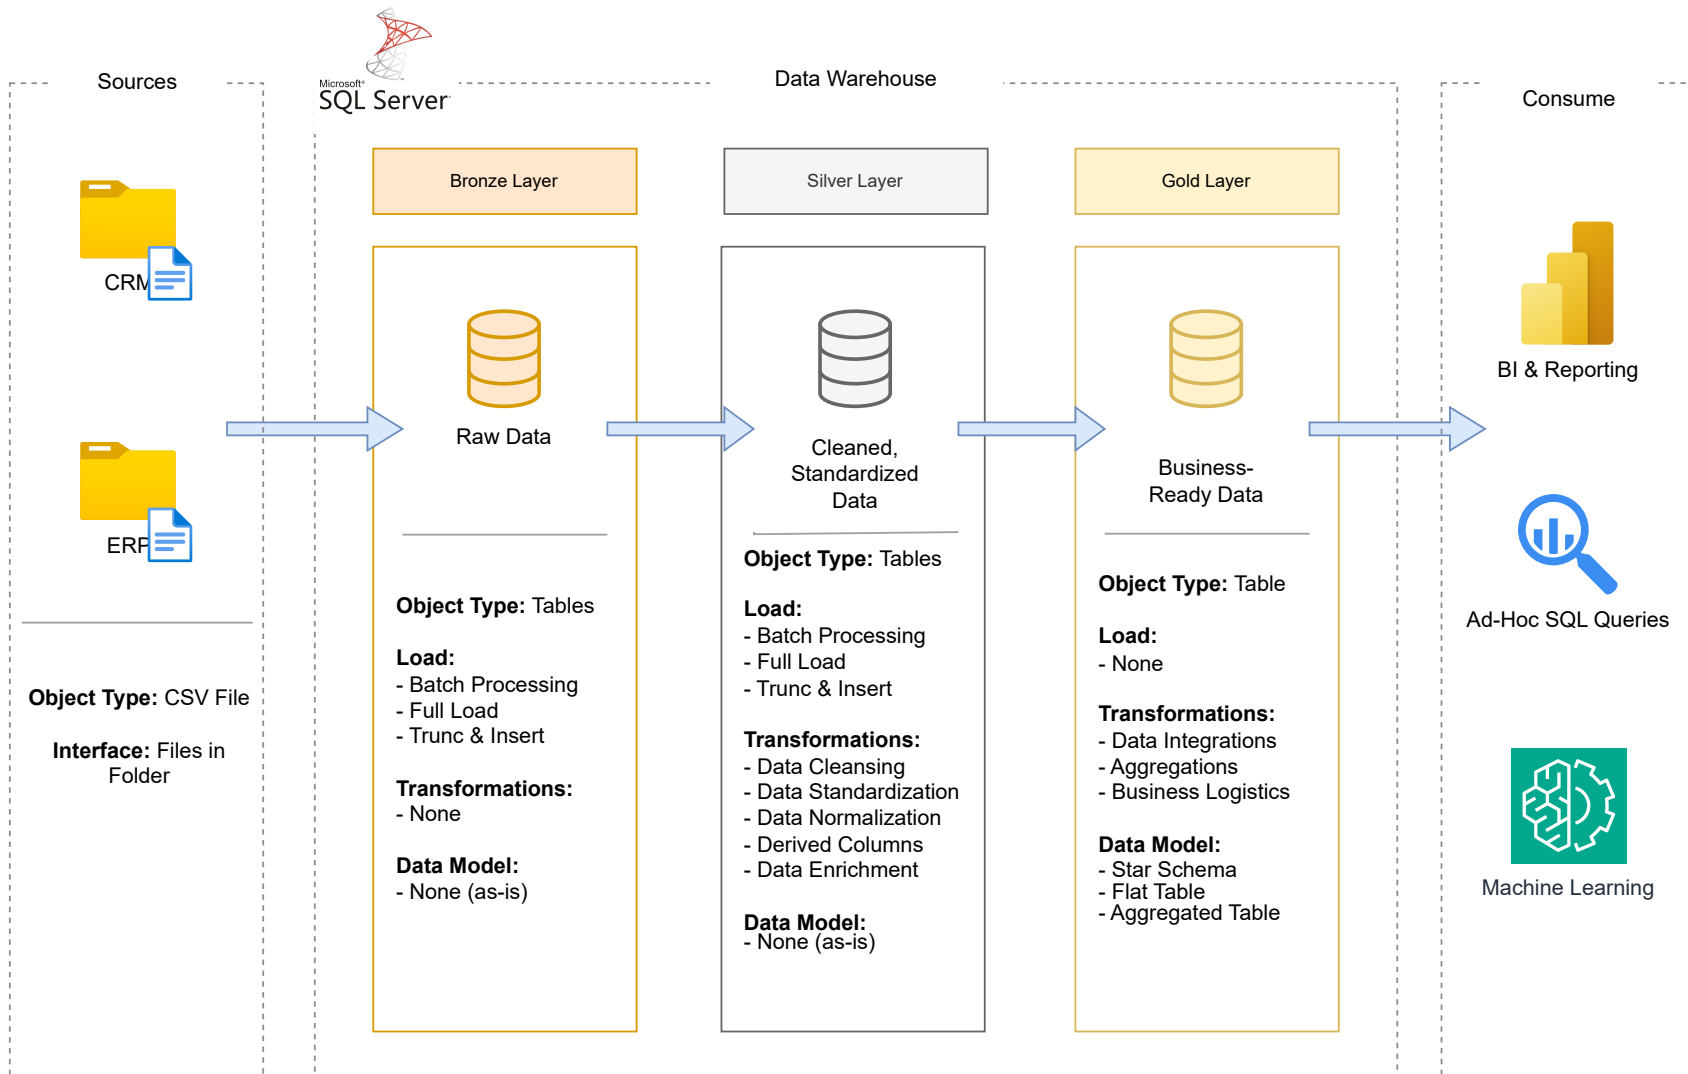 Sources
CRM
ERP
Object Type: CSV File
Interface: Files in
Folder
Microsoft®
SQL Server
Data Warehouse
Bronze Layer
Raw Data
Object Type: Tables
Load:
- Batch Processing
- Full Load
- Trunc & Insert
Transformations:
- None
Data Model:
- None (as-is)
Silver Layer
Cleaned,
Standardized
Data
Object Type: Tables
Load:
- Batch Processing
- Full Load
- Trunc & Insert
Transformations:
- Data Cleansing
- Data Standardization
- Data Normalization
- Derived Columns
- Data Enrichment
Data Model:
- None (as-is)
Gold Layer
Business-
Ready Data
Object Type: Table
Load:
- None
Transformations:
- Data Integrations
- Aggregations
- Business Logistics
Data Model:
- Star Schema
- Flat Table
- Aggregated Table
Consume
BI & Reporting
Ad-Hoc SQL Queries
Machine Learning